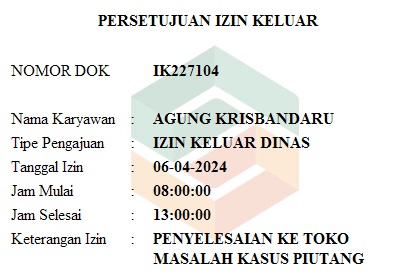 PERSETUJUAN IZIN KELUAR
NOMOR DOK IK227104
Nama Karyawan : AGUNG KRISBANDARU
Tipe Pengajuan : IZIN KELUAR DINAS
Tanggal Izin : 06-04-2024
Jam Mulai : 08:00:00
Jam Selesai : 13:00:00
Keterangan Izin : PENYELESAIAN KE TOKO
MASALAH KASUS PIUTANG